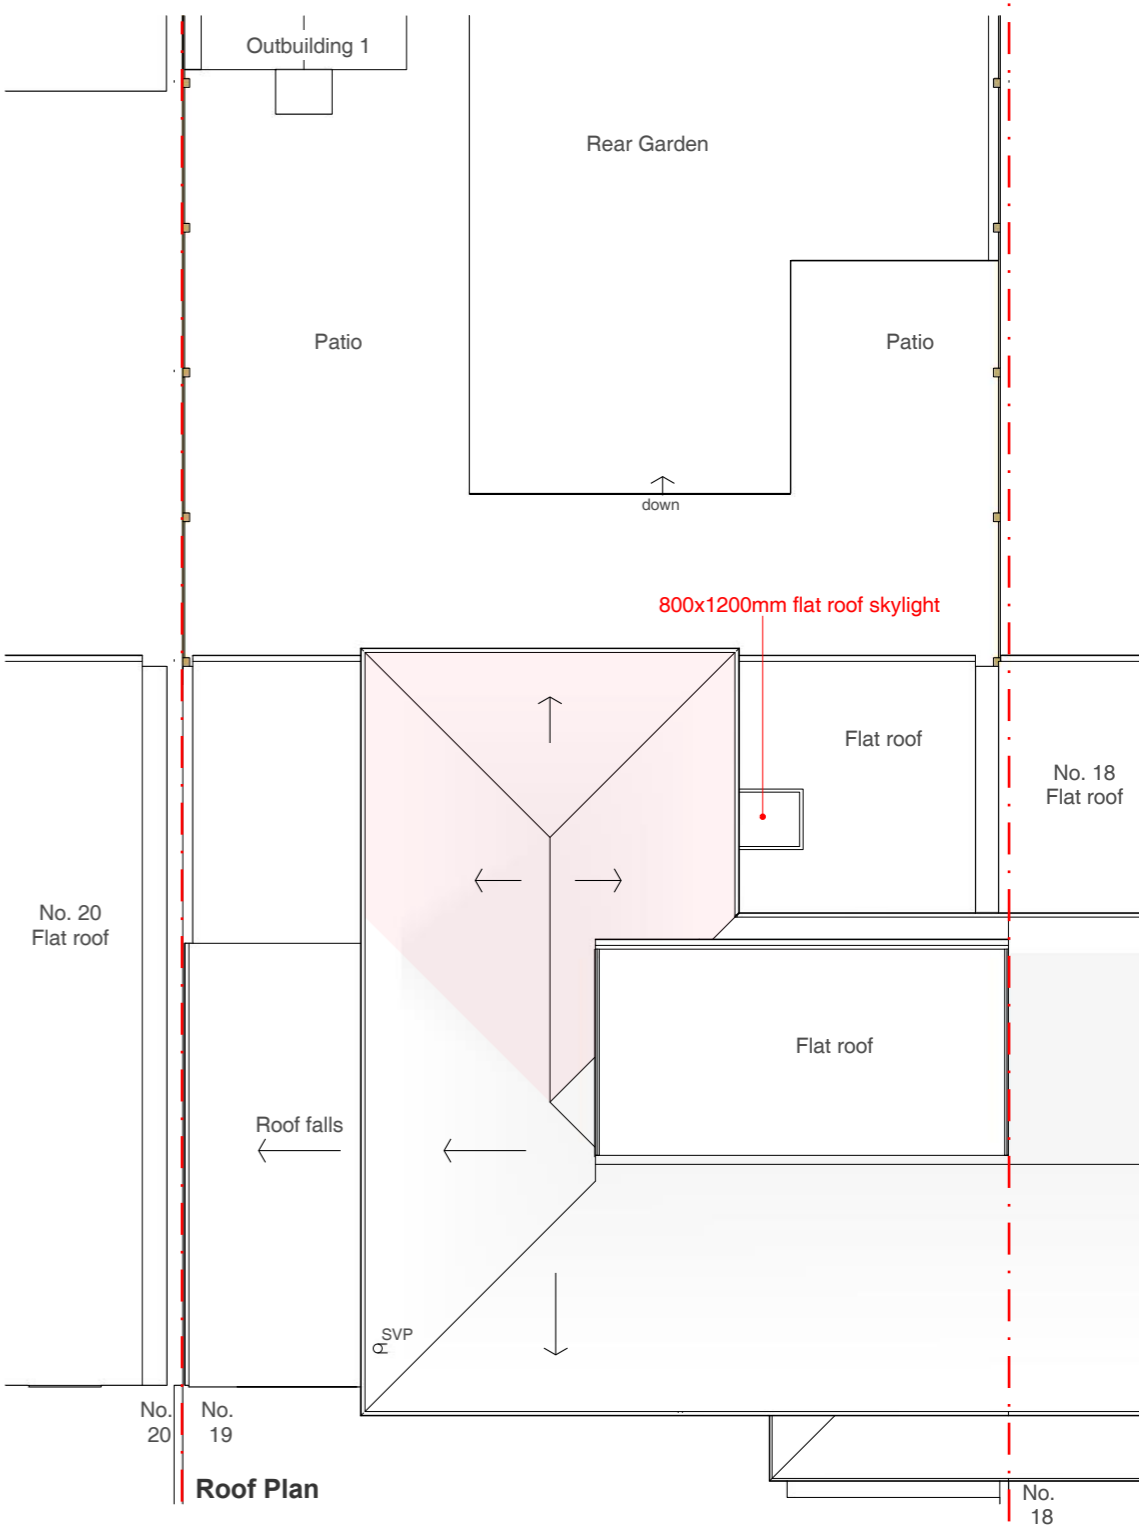 Outbuilding 1
Rear Garden
Patio
Patio
down
800x1200mm flat roof skylight
Flat roof
No. 18
Flat roof
No. 20
Flat roof
Flat roof
Roof falls
SVP
No.
20
No.
19
Roof Plan
No.
18